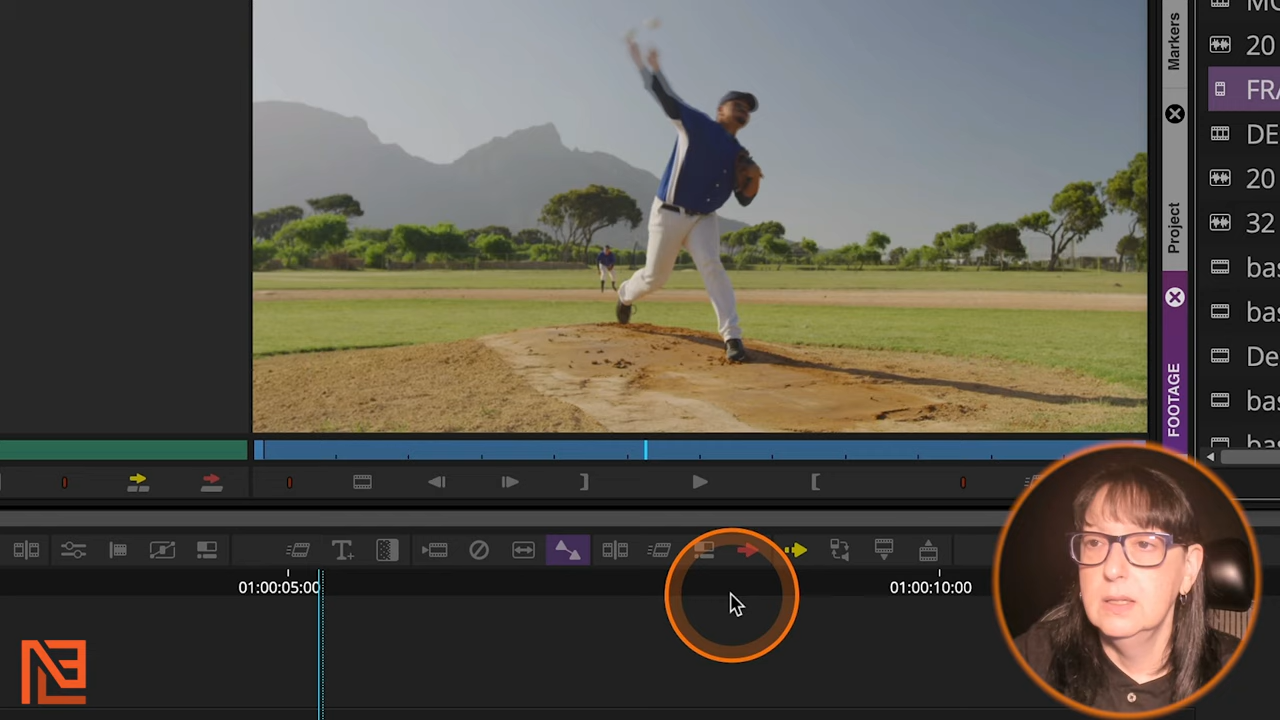 Markers
Project
FOOTAGE
20
FRA
DE
20
32
bas
bas
De
bas
T+
01:00:05:00
01:00:10:00